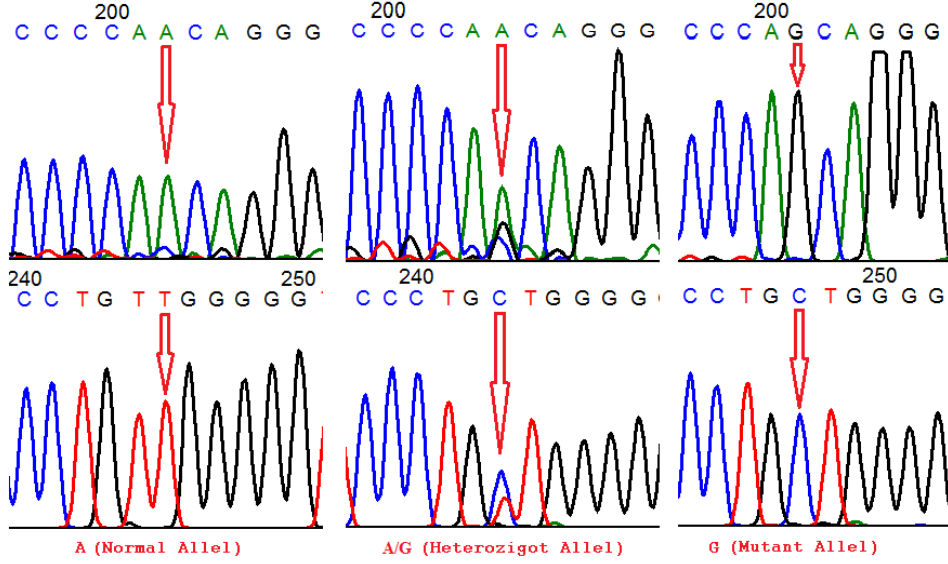 200 200 200
C C C C A A C A G G G C C C C A A C A G G G C C C A G C A G G G
240 250 240 250
C C T G T T G G G G G C C C T G C T G G G G C C T G C T G G G G
A (Normal Allel) A/G (Heterozigot Allel) G (Mutant Allel)